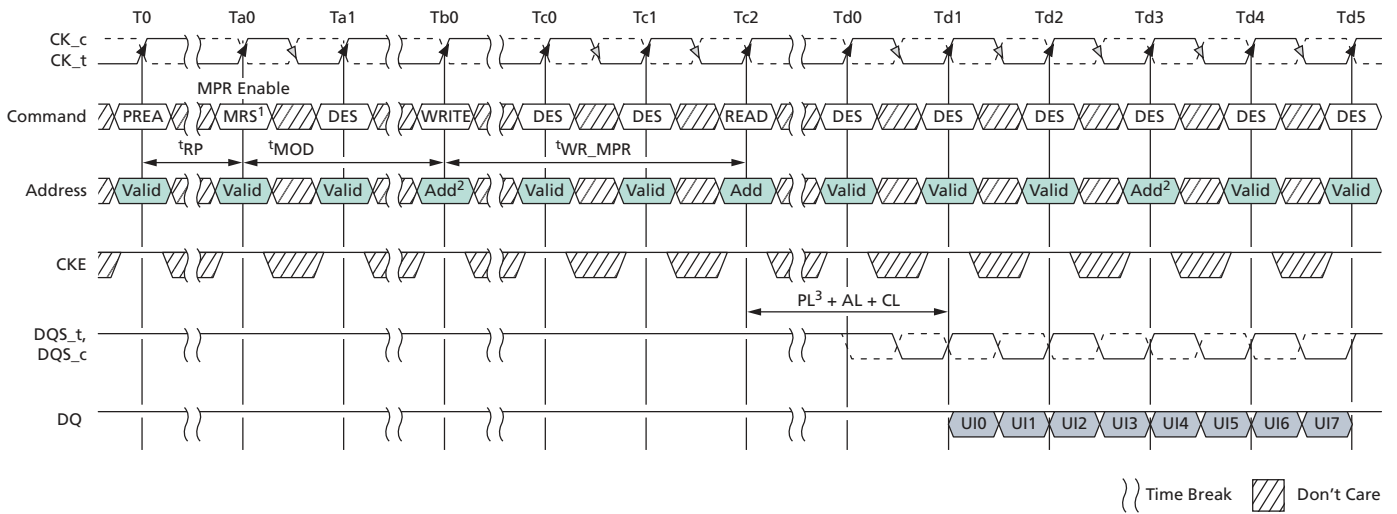 T0 Ta0 Ta1 Tb0 Tc0 Tc1 Tc2 Td0 Td1 Td2 Td3 Td4 Td5
CK_c
CK_t
MPR Enable
Command PREA MRS¹ DES WRITE DES DES READ DES DES DES DES DES DES
tRP tMOD tWR_MPR
Address Valid Valid Valid Add² Valid Valid Add Valid Valid Valid Add² Valid Valid
CKE
PL³ + AL + CL
DQS_t,
DQS_c
DQ UI0 UI1 UI2 UI3 UI4 UI5 UI6 UI7
Time Break Don't Care